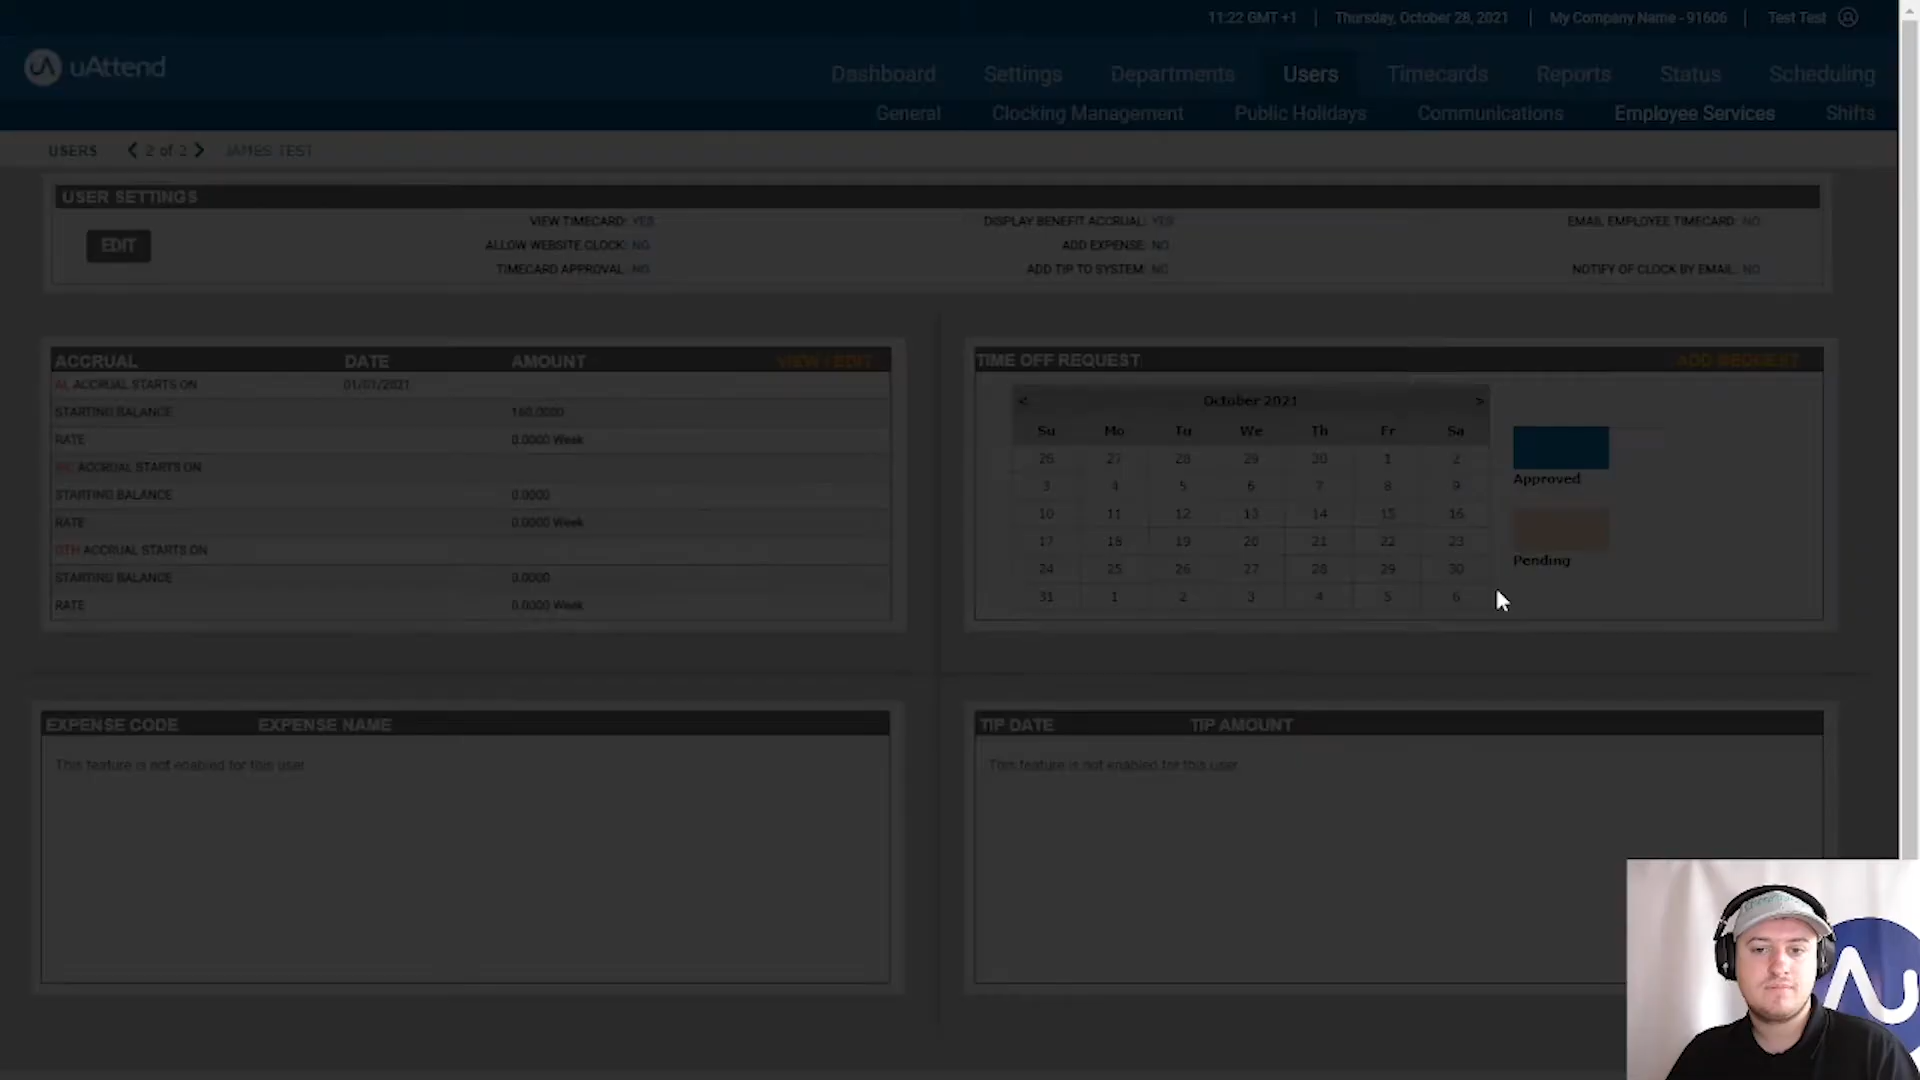 11:22 GMT +1 | Thursday, October 28, 2021 | My Company Name - 91606 | Test Test
uAttend
Dashboard Settings Departments Users Timecards Reports Status Scheduling
General Clocking Management Public Holidays Communications Employee Services Shifts
USERS 2 of 2 JAMES TEST
USER SETTINGS
EDIT
VIEW TIMECARD: YES
ALLOW WEBSITE CLOCK: NO
TIMECARD APPROVAL: NO
DISPLAY BENEFIT ACCRUAL: YES
ADD EXPENSE: NO
ADD TIP TO SYSTEM: NO
EMAIL EMPLOYEE TIMECARD: NO
NOTIFY OF CLOCK BY EMAIL: NO
ACCRUAL DATE AMOUNT VIEW / EDIT
AL ACCRUAL STARTS ON 01/01/2021
STARTING BALANCE 160.0000
RATE 0.0000 Week
ACCRUAL STARTS ON
STARTING BALANCE 0.0000
RATE 0.0000 Week
OTH ACCRUAL STARTS ON
STARTING BALANCE 0.0000
RATE 0.0000 Week
TIME OFF REQUEST ADD REQUEST
< October 2021 >
Su Mo Tu We Th Fr Sa
26 27 28 29 30 1 2
3 4 5 6 7 8 9
10 11 12 13 14 15 16
17 18 19 20 21 22 23
24 25 26 27 28 29 30
31 1 2 3 4 5 6
Approved
Pending
EXPENSE CODE EXPENSE NAME
This feature is not enabled for this user
TIP DATE TIP AMOUNT
This feature is not enabled for this user